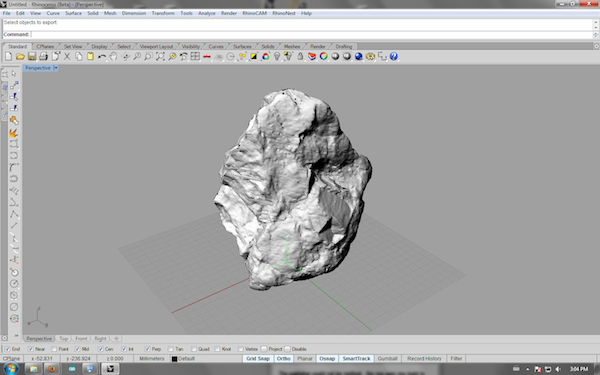 Untitled - Rhinoceros (Beta) - [Perspective]
File Edit View Curve Surface Solid Mesh Dimension Transform Tools Analyze Render RhinoCAM RhinoNest Help
Select objects to export
Command:
Standard CPlanes Set View Display Select Viewport Layout Visibility Curves Surfaces Solids Meshes Render Drafting
Perspective
z
y
x
Perspective Top Front Right
End Near Point Mid Cen Int Perp Tan Quad Knot Vertex Project Disable
CPlane x -52.831 y -236.924 z 0.000 Millimeters Default Grid Snap Ortho Planar Osnap SmartTrack Gumball Record History Filter
3:04 PM